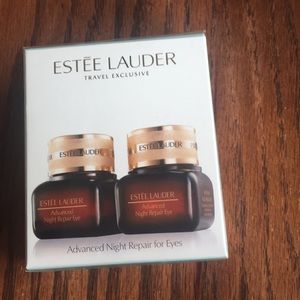 ESTĒE LAUDER
TRAVEL EXCLUSIVE
ESTĒE LAUDER
ESTĒE LAUDER
ESTĒE LAUDER
Advanced
Night Repair Eye
ESTĒE LAUDER
Advanced
Night Repair Eye
Advanced Night Repair for Eyes